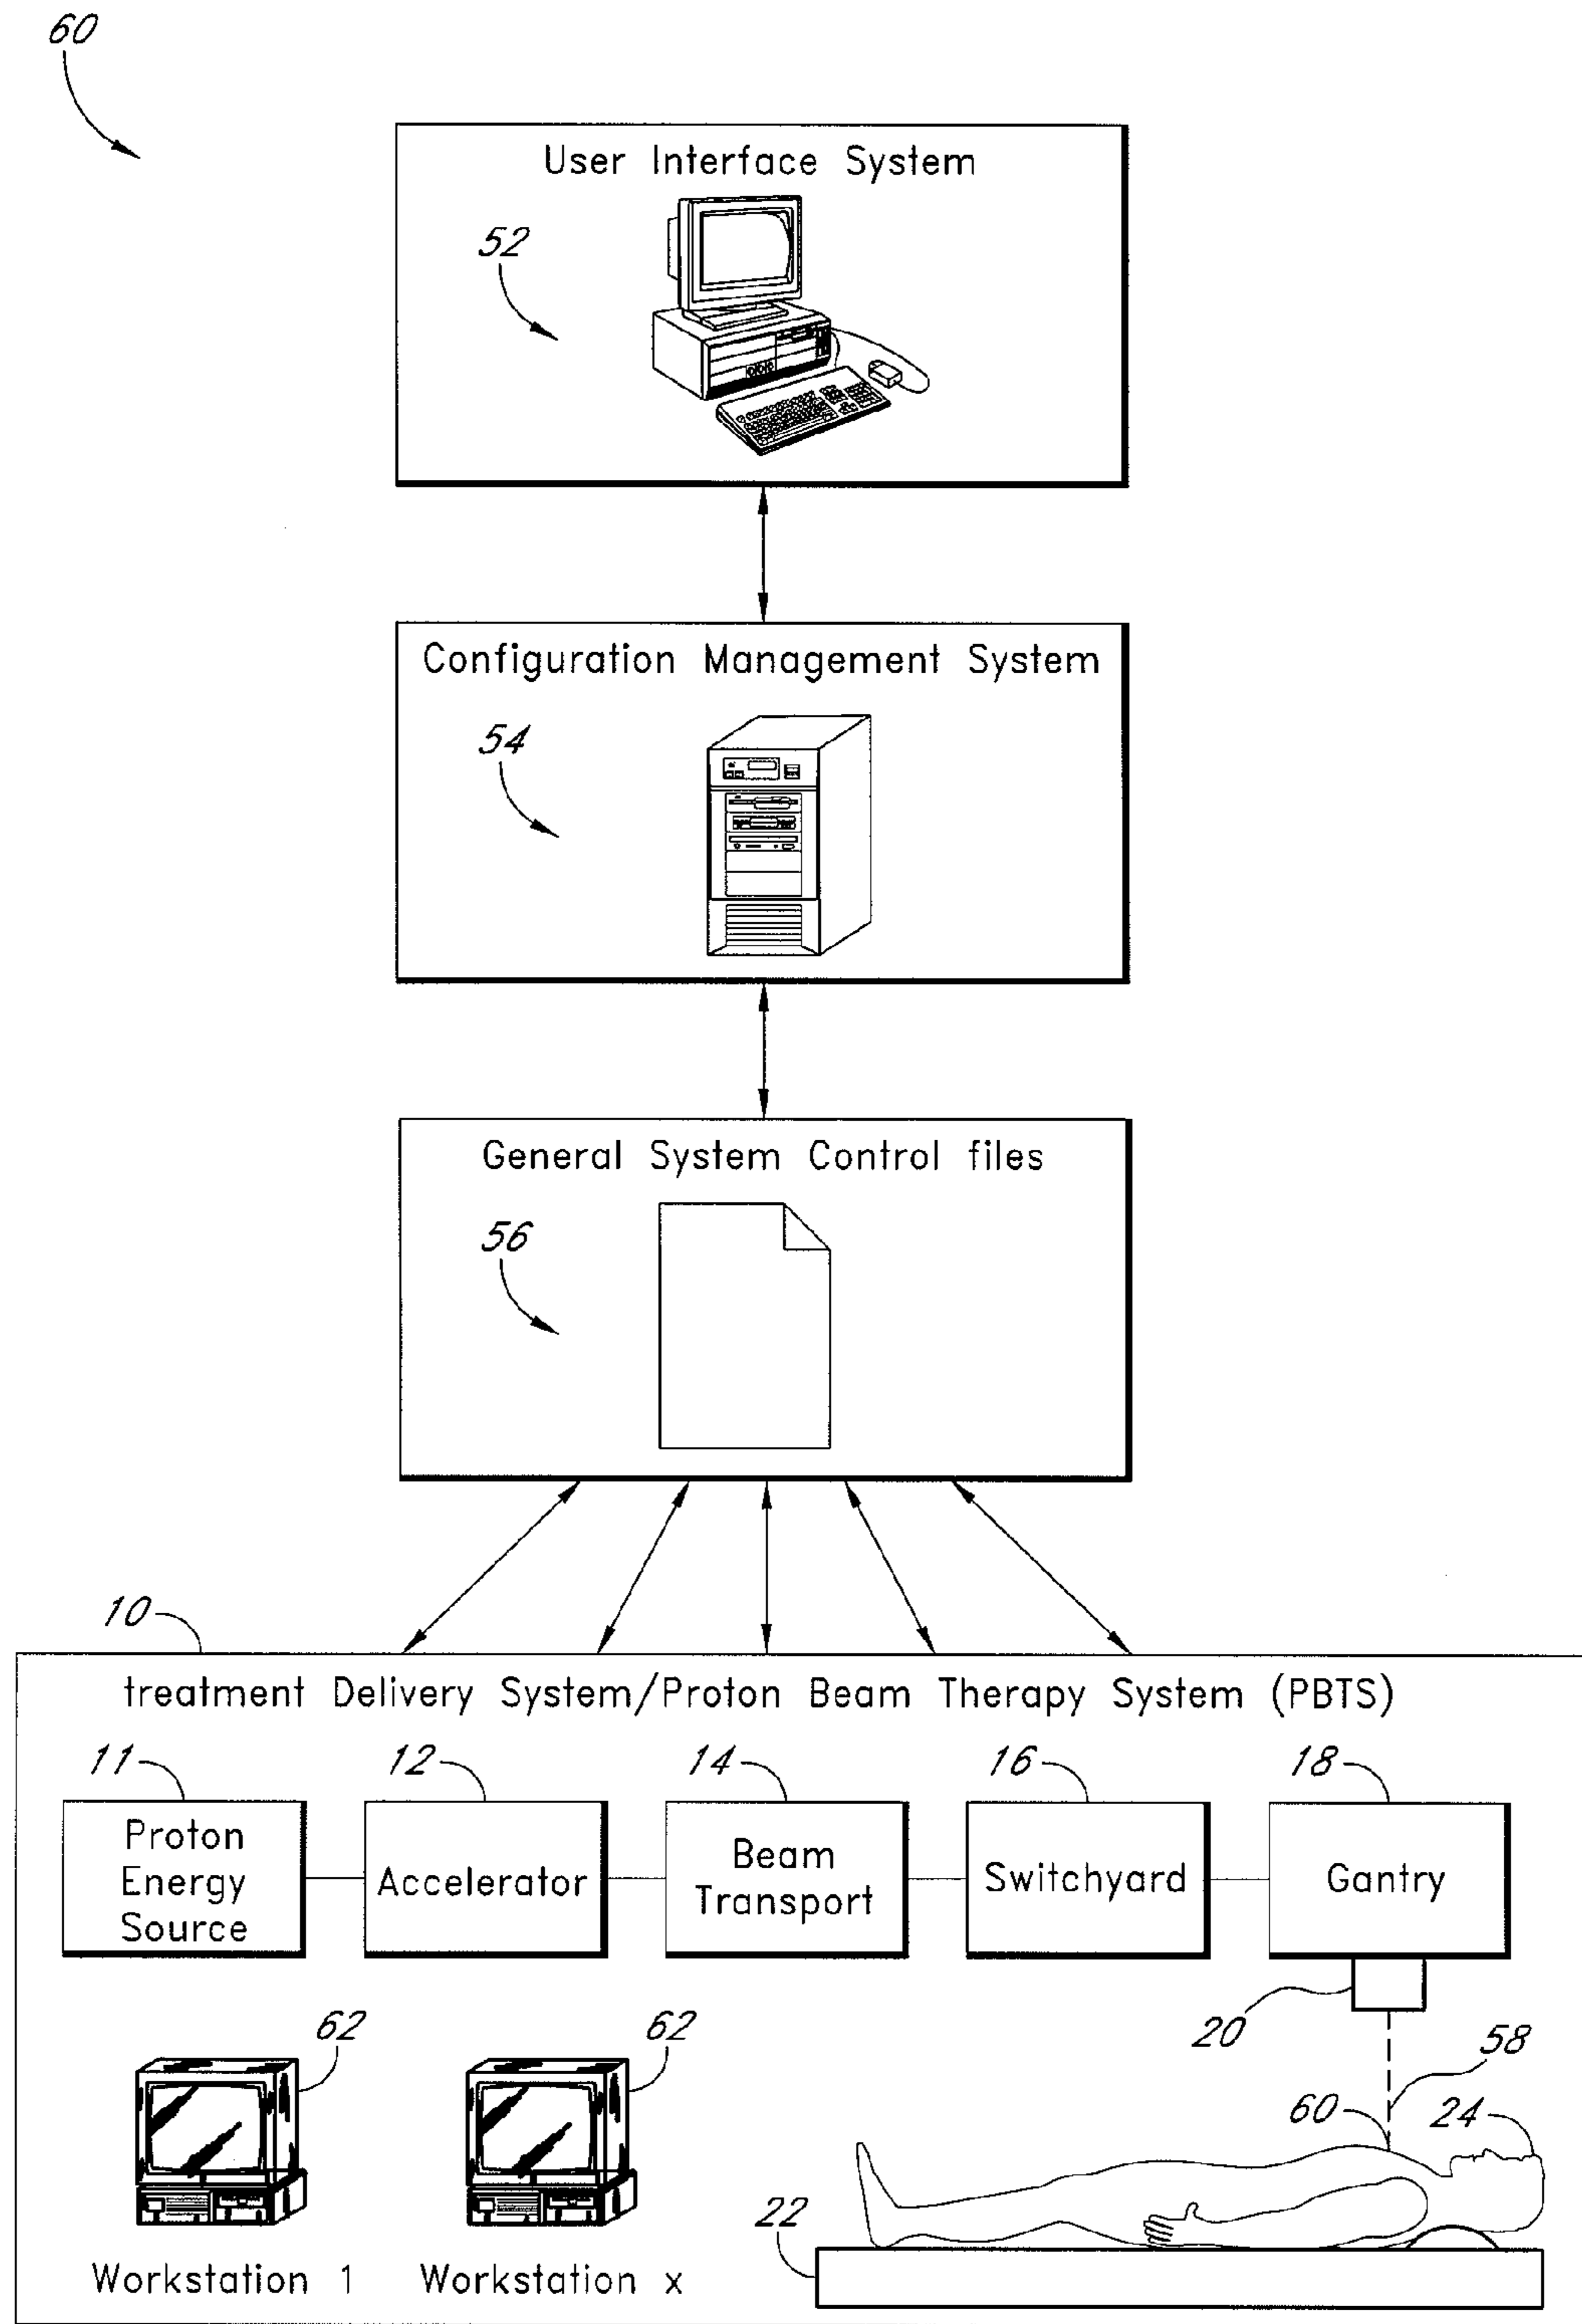 60
User Interface System
52
Configuration Management System
54
General System Control files
56
10
treatment Delivery System/Proton Beam Therapy System (PBTS)
11
12
14
16
18
Proton
Energy
Source
Accelerator
Beam
Transport
Switchyard
Gantry
20
62
62
58
60
24
22
Workstation 1
Workstation x